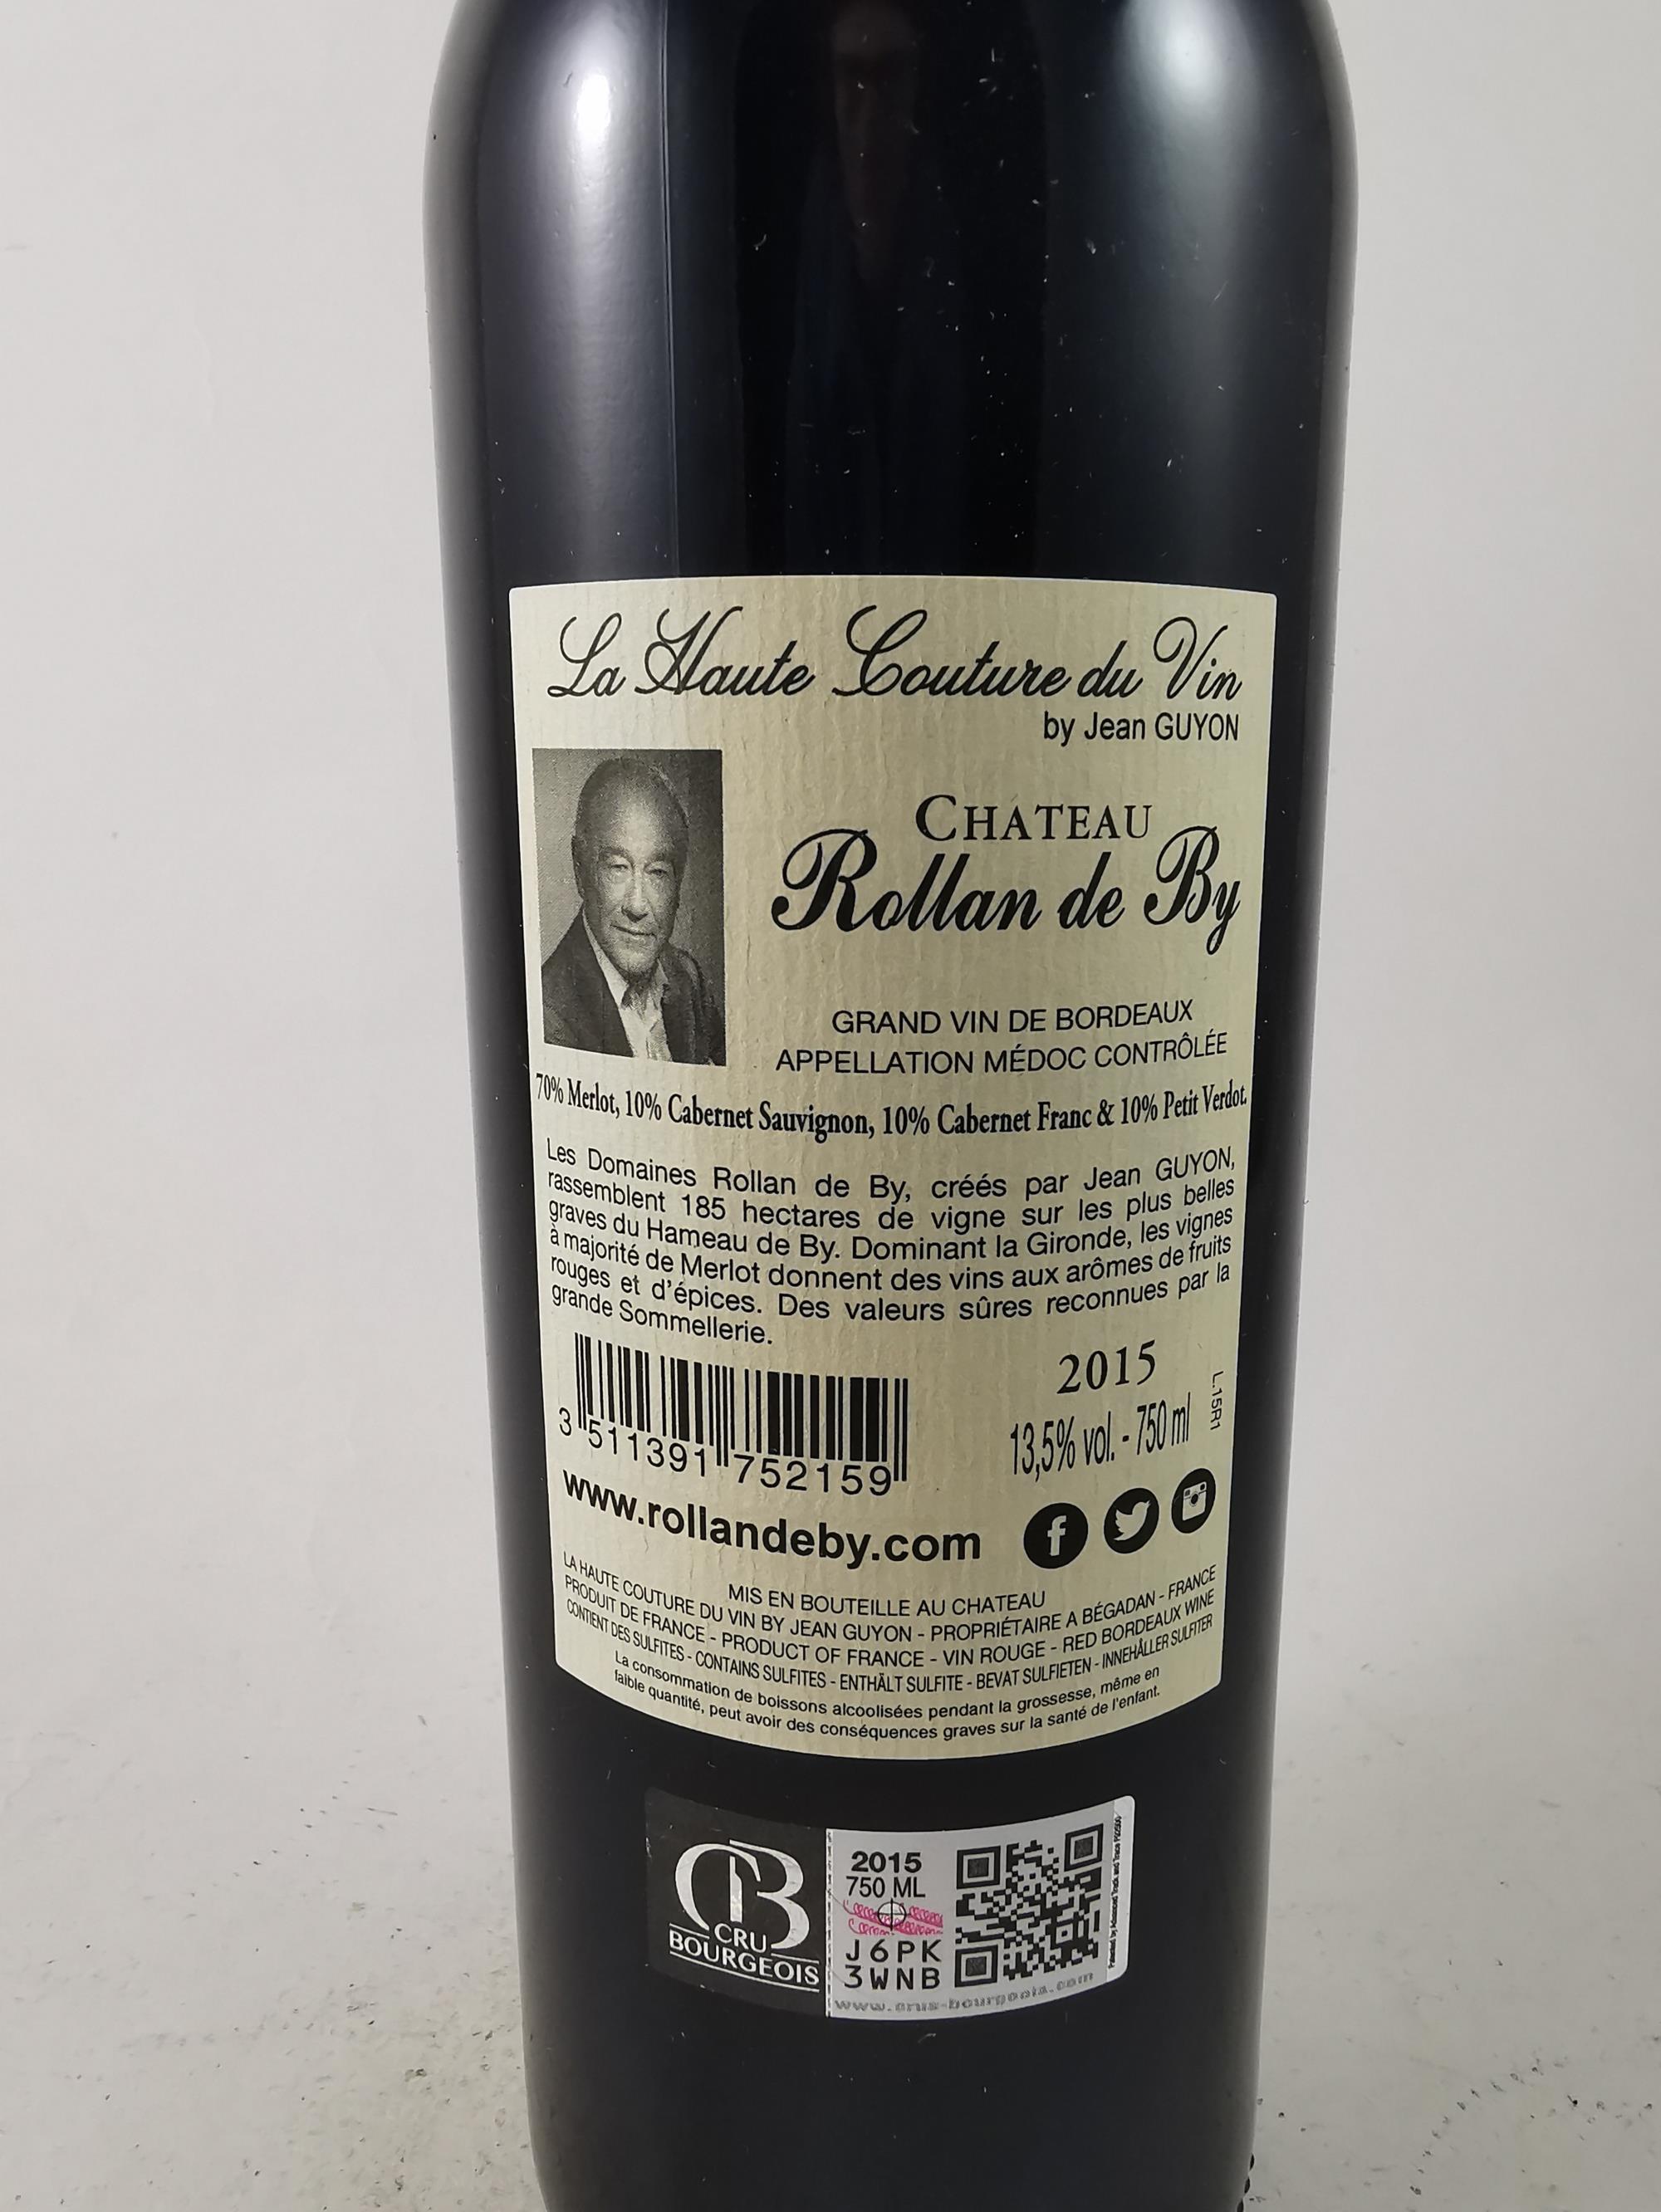 La Haute Couture du Vin
by Jean GUYON
CHATEAU
Rollan de By
GRAND VIN DE BORDEAUX
APPELLATION MÉDOC CONTRÔLÉE
70% Merlot, 10% Cabernet Sauvignon, 10% Cabernet Franc & 10% Petit Verdot.
Les Domaines Rollan de By, créés par Jean GUYON,
rassemblent 185 hectares de vigne sur les plus belles
graves du Hameau de By. Dominant la Gironde, les vignes
à majorité de Merlot donnent des vins aux arômes de fruits
rouges et d'épices. Des valeurs sûres reconnues par la
grande Sommellerie.
2015
13,5% vol. - 750 ml
L.15R1
3 511391 752159
www.rollandeby.com
MIS EN BOUTEILLE AU CHATEAU
LA HAUTE COUTURE DU VIN BY JEAN GUYON - PROPRIÉTAIRE A BÉGADAN - FRANCE
PRODUIT DE FRANCE - PRODUCT OF FRANCE - VIN ROUGE - RED BORDEAUX WINE
CONTIENT DES SULFITES - CONTAINS SULFITES - ENTHÄLT SULFITE - BEVAT SULFIETEN - INNEHÅLLER SULFITER
La consommation de boissons alcoolisées pendant la grossesse, même en
faible quantité, peut avoir des conséquences graves sur la santé de l'enfant.
CB
CRU
BOURGEOIS
2015
750 ML
J6PK
3WNB
www.crus-bourgeois.com